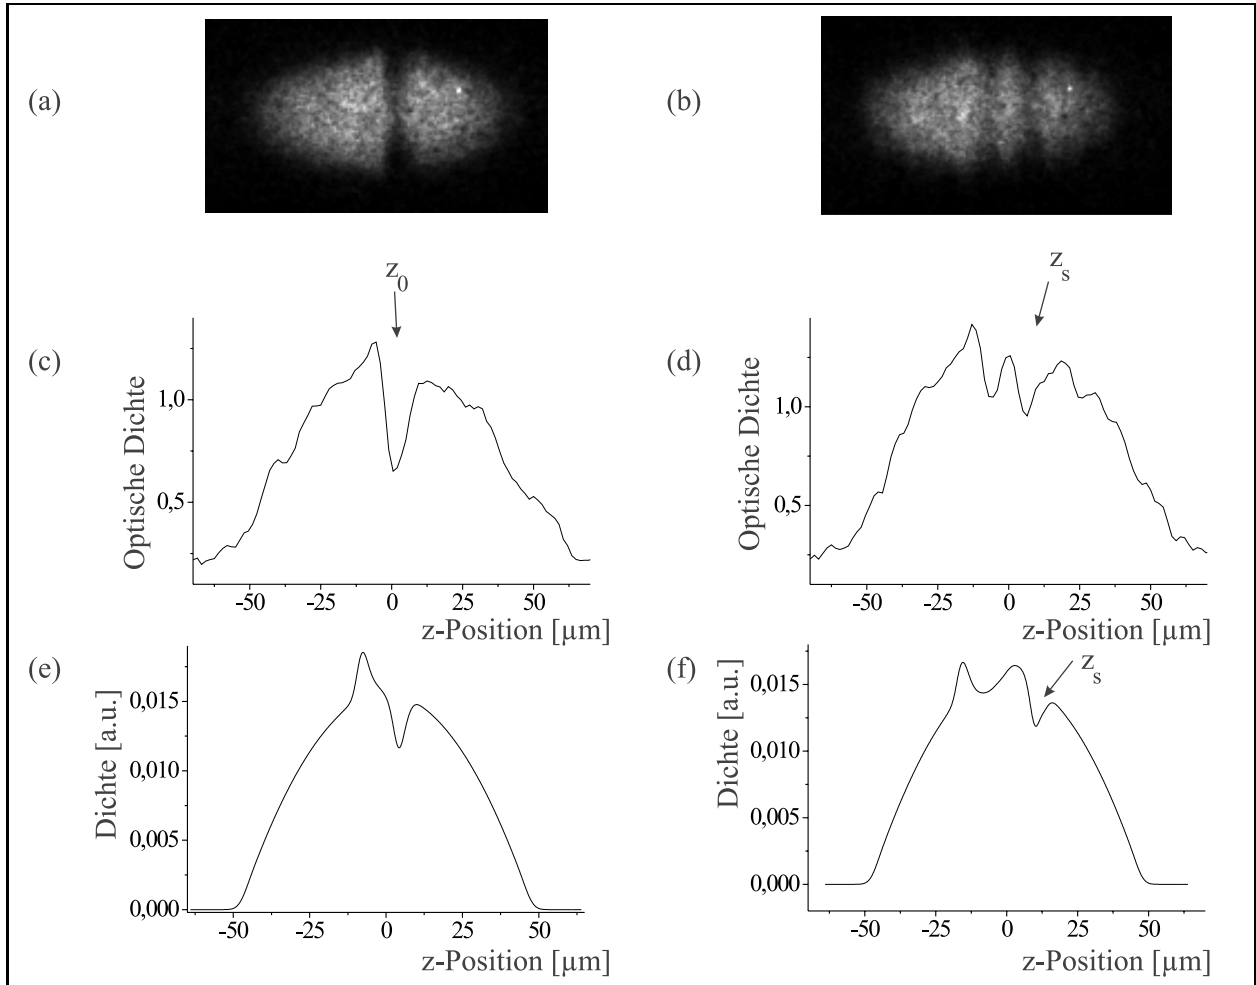 (a)
(b)
z0
zs
(c)
Optische Dichte
1,0
0,5
-50 -25 0 25 50
z-Position [µm]
(d)
Optische Dichte
1,0
0,5
-50 -25 0 25 50
z-Position [µm]
(e)
Dichte [a.u.]
0,015
0,010
0,005
0,000
-50 -25 0 25 50
z-Position [µm]
(f)
zs
Dichte [a.u.]
0,015
0,010
0,005
0,000
-50 -25 0 25 50
z-Position [µm]